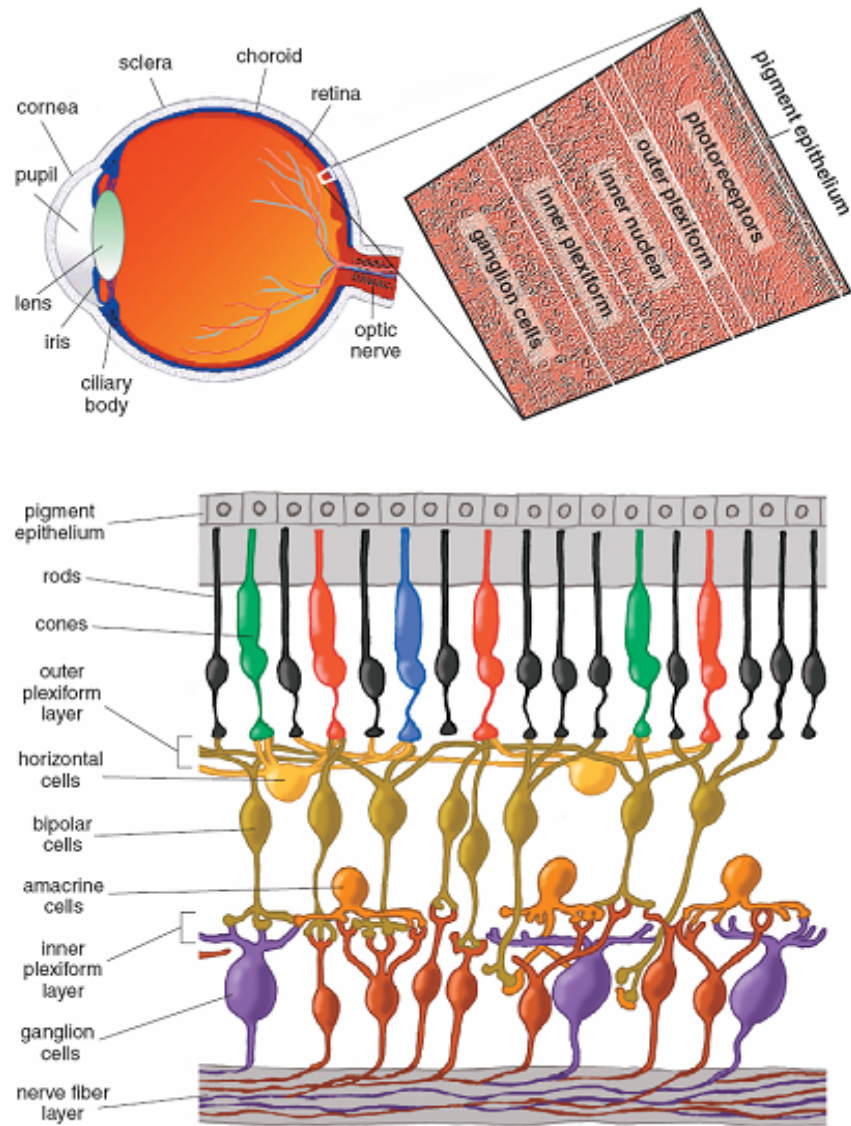 sclera
choroid
retina
cornea
pupil
lens
iris
ciliary
body
optic
nerve
pigment epithelium
photoreceptors
outer plexiform
inner nuclear
inner plexiform
ganglion cells
pigment
epithelium
rods
cones
outer
plexiform
layer
horizontal
cells
bipolar
cells
amacrine
cells
inner
plexiform
layer
ganglion
cells
nerve fiber
layer